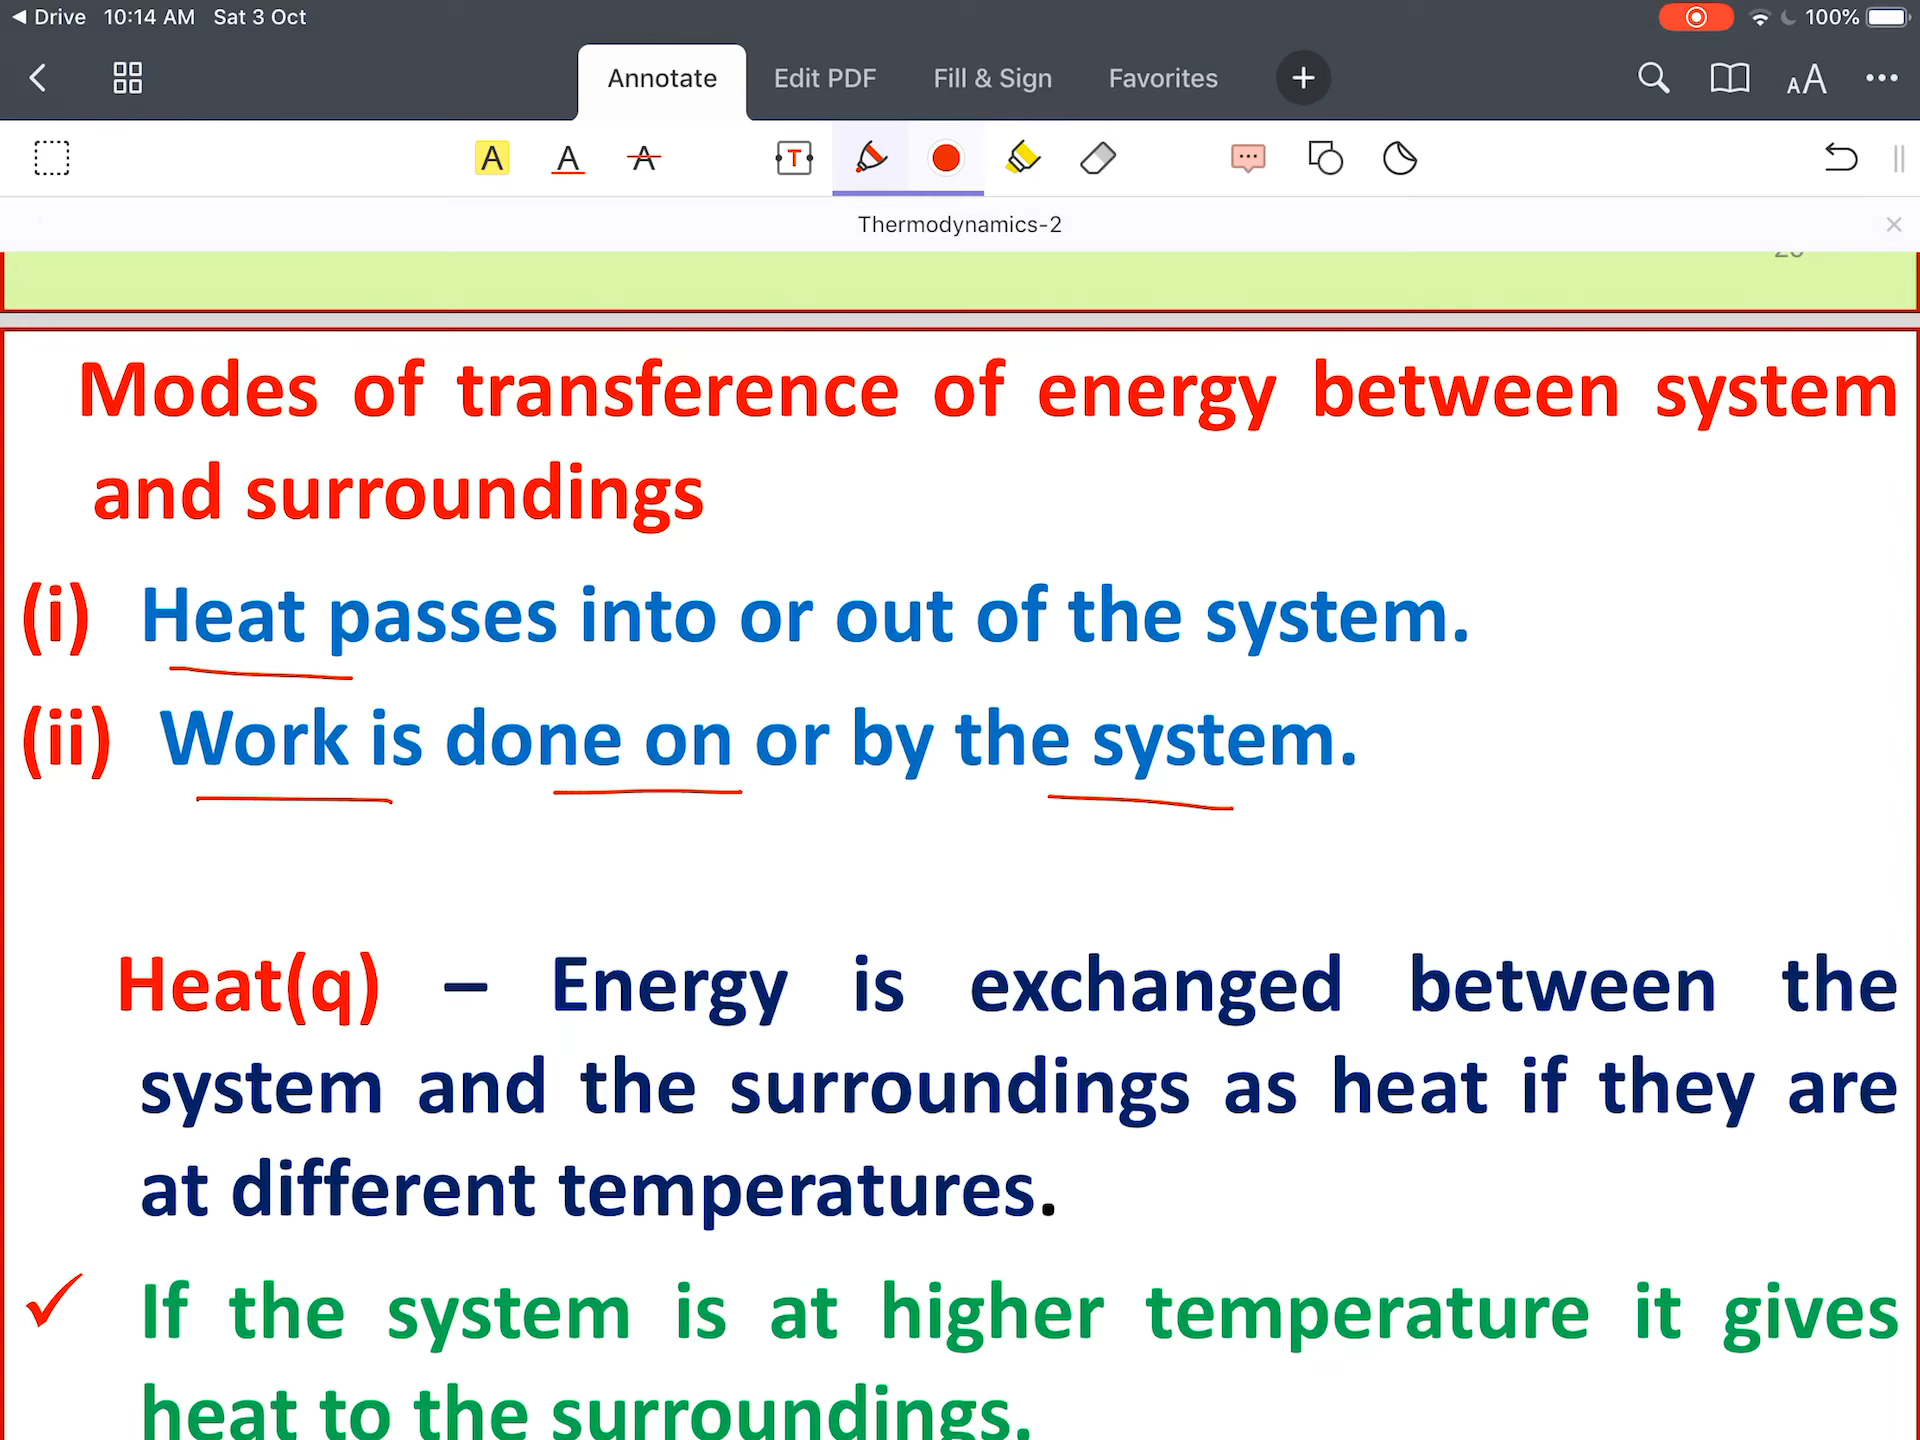 Drive 10:14 AM Sat 3 Oct 100%
Annotate Edit PDF Fill & Sign Favorites
Thermodynamics-2
Modes of transference of energy between system
and surroundings
(i) Heat passes into or out of the system.
(ii) Work is done on or by the system.
Heat(q) – Energy is exchanged between the
system and the surroundings as heat if they are
at different temperatures.
✓ If the system is at higher temperature it gives
heat to the surroundings.